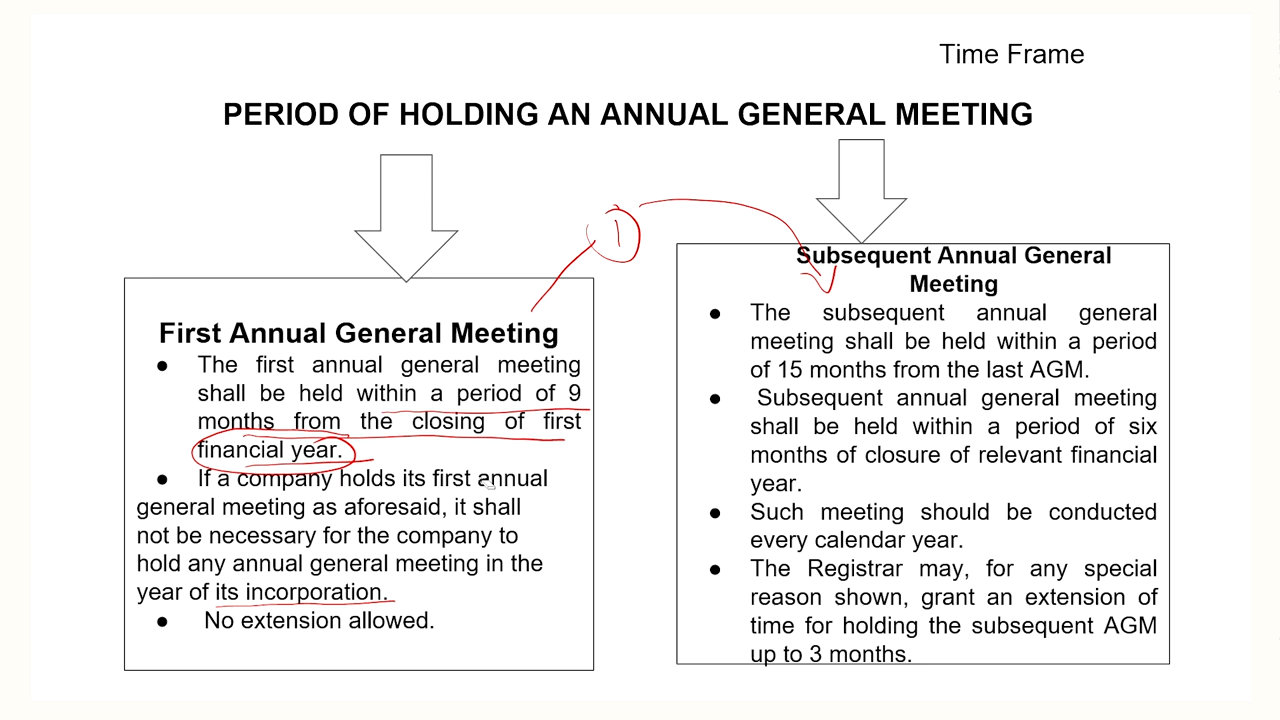 Time Frame
PERIOD OF HOLDING AN ANNUAL GENERAL MEETING
1
First Annual General Meeting
● The first annual general meeting
shall be held within a period of 9
months from the closing of first
financial year.
● If a company holds its first annual
general meeting as aforesaid, it shall
not be necessary for the company to
hold any annual general meeting in the
year of its incorporation.
● No extension allowed.
Subsequent Annual General
Meeting
● The subsequent annual general
meeting shall be held within a period
of 15 months from the last AGM.
● Subsequent annual general meeting
shall be held within a period of six
months of closure of relevant financial
year.
● Such meeting should be conducted
every calendar year.
● The Registrar may, for any special
reason shown, grant an extension of
time for holding the subsequent AGM
up to 3 months.